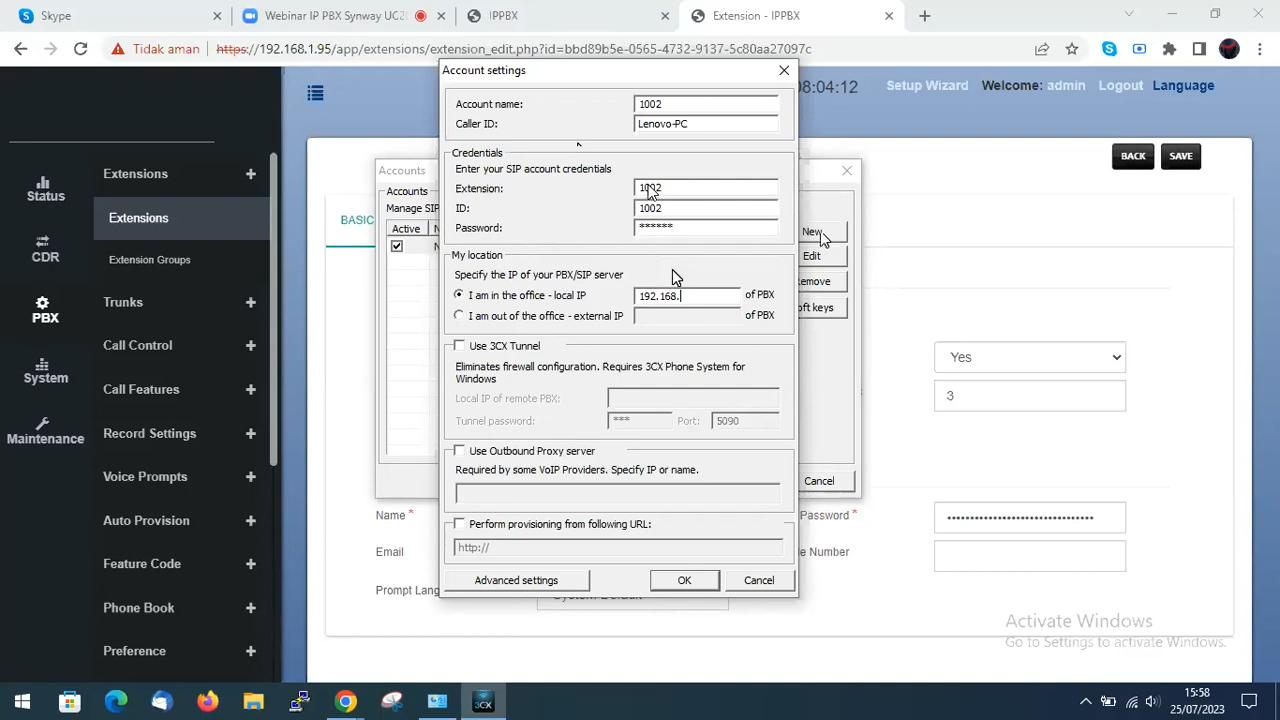 Skype
Webinar IP PBX Synway UC2
IPPBX
Extension - IPPBX
Tidak aman
https://192.168.1.95/app/extensions/extension_edit.php?id=bbd89b5e-0565-4732-9137-5c90aa27097c
Account settings
08:04:12
Setup Wizard
Welcome: admin
Logout
Language
Account name:
1002
Caller ID:
Lenovo-PC
BACK
SAVE
Credentials
Accounts
Enter your SIP account credentials
Extensions
Accounts
Extension:
1002
Manage SIP
ID:
1002
Password:
******
Status
Extensions
BASIC
Active
New
CDR
Extension Groups
My location
Edit
Specify the IP of your PBX/SIP server
I am in the office - local IP
192.168.
of PBX
I am out of the office - external IP
of PBX
PBX
Trunks
Call Control
Use 3CX Tunnel
Eliminates firewall configuration. Requires 3CX Phone System for
Windows
Yes
System
Call Features
Local IP of remote PBX:
3
Tunnel password:
***
Port:
5090
Maintenance
Record Settings
Use Outbound Proxy server
Required by some VoIP Providers. Specify IP or name.
Voice Prompts
Cancel
Auto Provision
Name *
Perform provisioning from following URL:
Password *
••••••••••••••••••••••••••••••••
http://
Email
Feature Code
Advanced settings
OK
Cancel
Prompt Lang
System Default
Phone Book
Preference
Activate Windows
Go to Settings to activate Windows.
3CX
15:58
25/07/2023